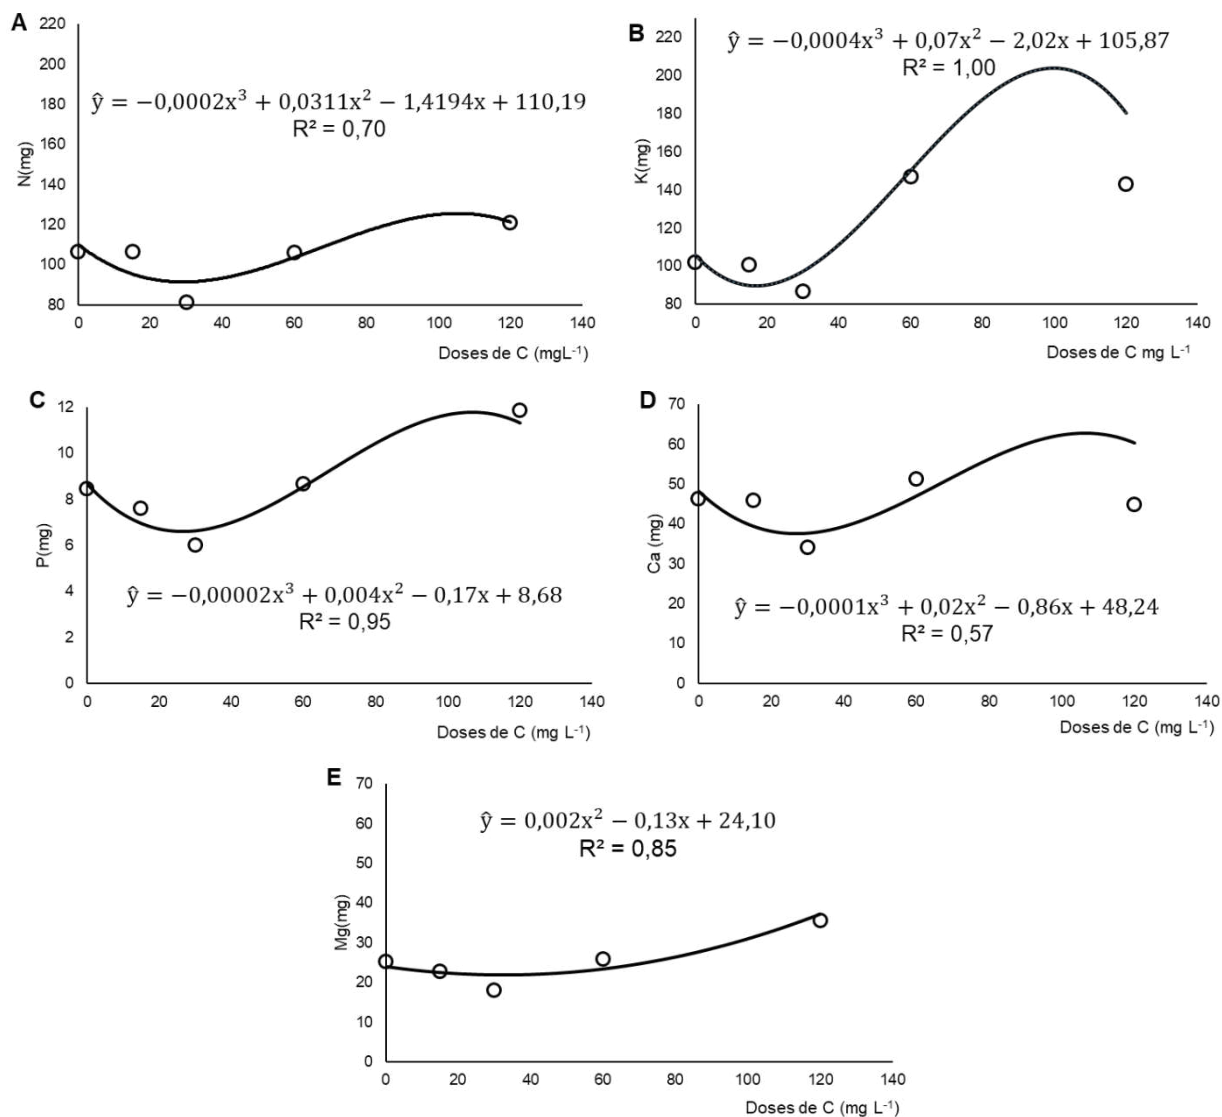 A
220
200
180
160
140
120
100
80
N(mg)
ŷ = −0,0002x³ + 0,0311x² − 1,4194x + 110,19
R² = 0,70
0 20 40 60 80 100 120 140
Doses de C (mgL⁻¹)
B
220
200
180
160
140
120
100
80
K(mg)
ŷ = −0,0004x³ + 0,07x² − 2,02x + 105,87
R² = 1,00
0 20 40 60 80 100 120 140
Doses de C mg L⁻¹
C
12
10
8
6
4
2
0
P(mg)
ŷ = −0,00002x³ + 0,004x² − 0,17x + 8,68
R² = 0,95
0 20 40 60 80 100 120 140
Doses de C (mg L⁻¹)
D
70
60
50
40
30
20
10
0
Ca (mg)
ŷ = −0,0001x³ + 0,02x² − 0,86x + 48,24
R² = 0,57
0 20 40 60 80 100 120 140
Doses de C (mg L⁻¹)
E
70
60
50
40
30
20
10
0
Mg(mg)
ŷ = 0,002x² − 0,13x + 24,10
R² = 0,85
0 20 40 60 80 100 120 140
Doses de C (mg L⁻¹)